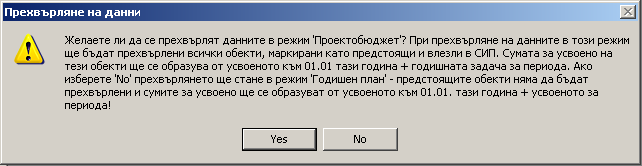 Прехвърляне на данни
Желаете ли да се прехвърлят данните в режим 'Проектобюджет'? При прехвърляне на данните в този режим
ще бъдат прехвърлени всички обекти, маркирани като предстоящи и влезли в СИП. Сумата за усвоено на
тези обекти ще се образува от усвоеното към 01.01 тази година + годишната задача за периода. Ако
изберете 'No' прехвърлянето ще стане в режим 'Годишен план' - предстоящите обекти няма да бъдат
прехвърлени и сумите за усвоено ще се образуват от усвоеното към 01.01. тази година + усвоеното за
периода!
Yes
No